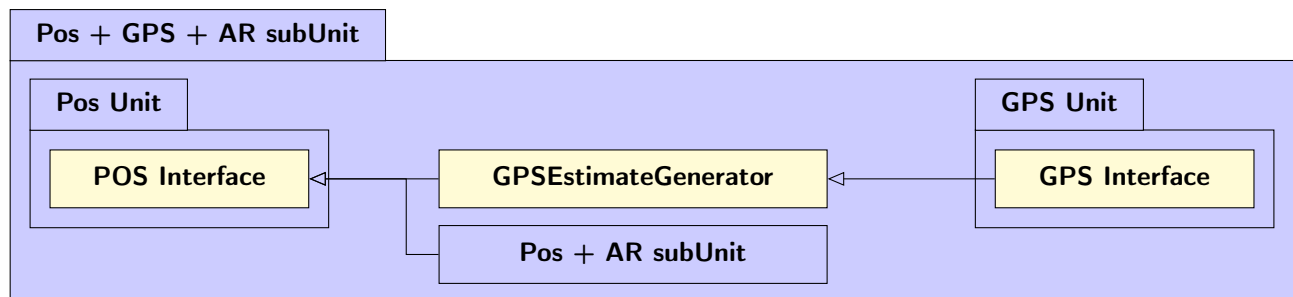 Pos + GPS + AR subUnit
Pos Unit
GPS Unit
POS Interface
GPSEstimateGenerator
GPS Interface
Pos + AR subUnit